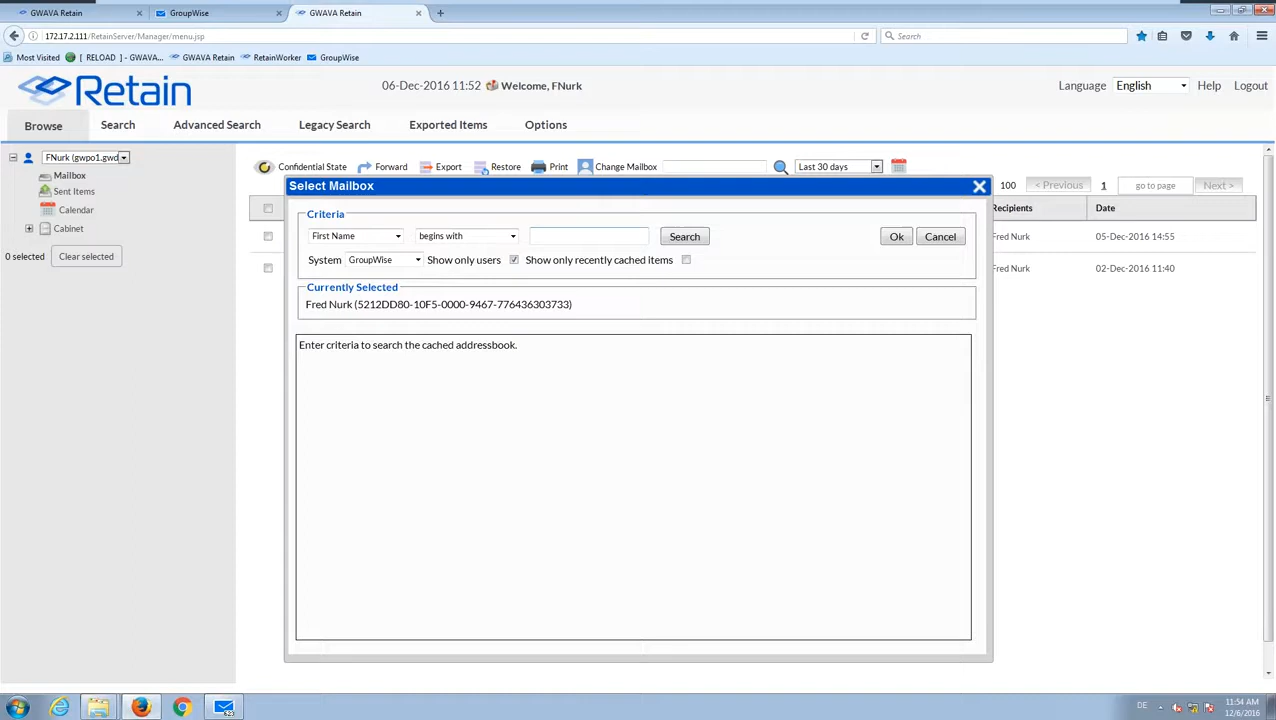 GWAVA Retain
GroupWise
GWAVA Retain
172.17.2.111/RetainServer/Manager/menu.jsp
Search
Most Visited
[ RELOAD ] - GWAVA...
GWAVA Retain
RetainWorker
GroupWise
Retain
06-Dec-2016 11:52 Welcome, FNurk
Language English Help Logout
Browse Search Advanced Search Legacy Search Exported Items Options
FNurk (gwpo1.gwd
Mailbox
Sent Items
Calendar
Cabinet
0 selected Clear selected
Confidential State Forward Export Restore Print Change Mailbox Last 30 days
100 < Previous 1 go to page Next >
Recipients Date
Fred Nurk 05-Dec-2016 14:55
Fred Nurk 02-Dec-2016 11:40
Select Mailbox
Criteria
First Name begins with Search Ok Cancel
System GroupWise Show only users Show only recently cached items
Currently Selected
Fred Nurk (5212DD80-10F5-0000-9467-776436303733)
Enter criteria to search the cached addressbook.
623
DE
11:54 AM
12/6/2016